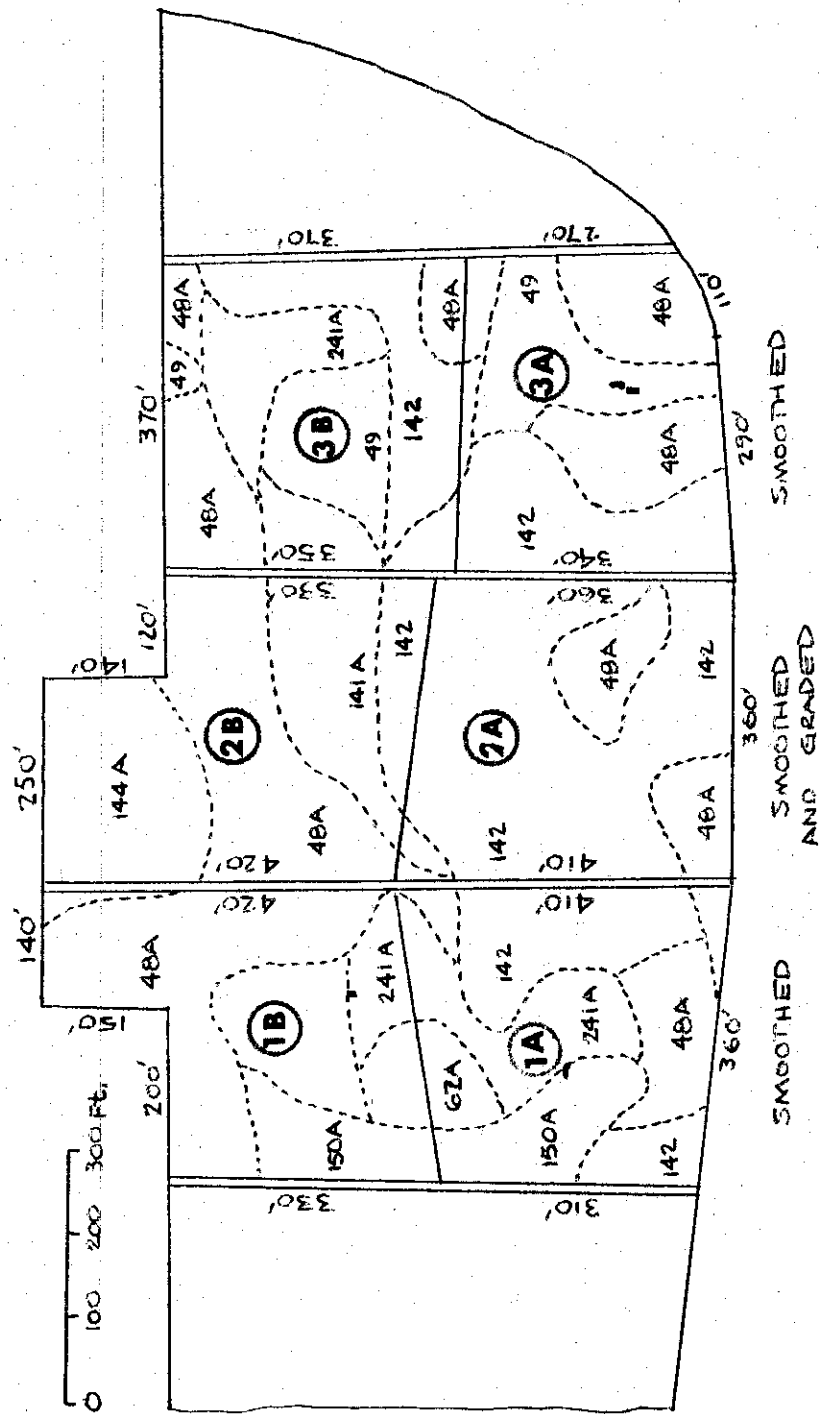 250'
140'
140'
150'
370'
120'
200'
0 100 200 300 Ft.
144A
48A
48A
49
48A
420'
420'
330'
350'
370'
330'
1B
2B
3B
150A
241A
48A
141A
142
49
142
241A
48A
62A
1A
2A
3A
150A
142
241A
48A
142
142
48A
48A
142
142
48A
49
48A
310'
410'
410'
360'
340'
270'
360'
360'
290'
110'
SMOOTHED
SMOOTHED
AND GRADED
SMOOTHED